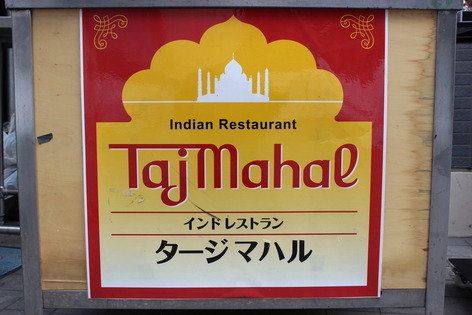 Indian Restaurant
Taj Mahal
インドレストラン
タージ マハル